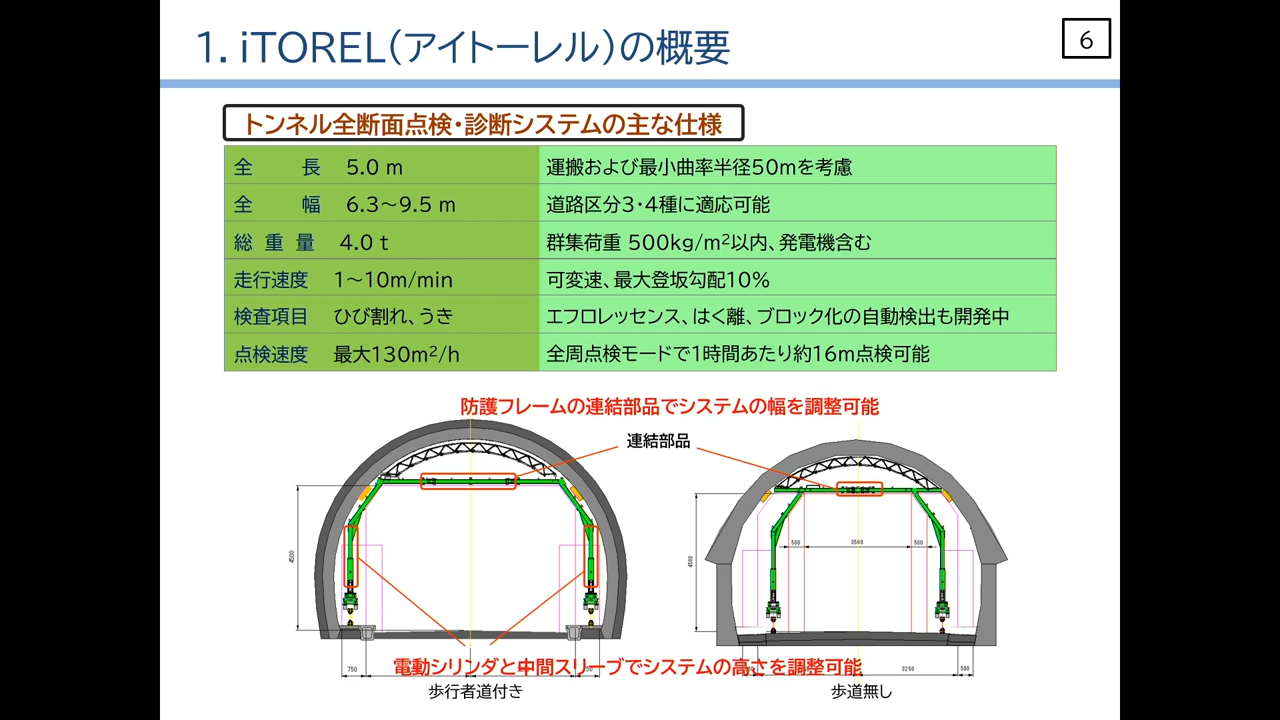 1. iTOREL(アイトーレル)の概要
6
トンネル全断面点検・診断システムの主な仕様
全 長 5.0 m 運搬および最小曲率半径50mを考慮
全 幅 6.3～9.5 m 道路区分3・4種に適応可能
総 重 量 4.0 t 群集荷重 500kg/m²以内、発電機含む
走行速度 1～10m/min 可変速、最大登坂勾配10%
検査項目 ひび割れ、うき エフロレッセンス、はく離、ブロック化の自動検出も開発中
点検速度 最大130m²/h 全周点検モードで1時間あたり約16m点検可能
防護フレームの連結部品でシステムの幅を調整可能
連結部品
4500
4500
500 3500 500
電動シリンダと中間スリーブでシステムの高さを調整可能
750
3250 500
歩行者道付き
歩道無し